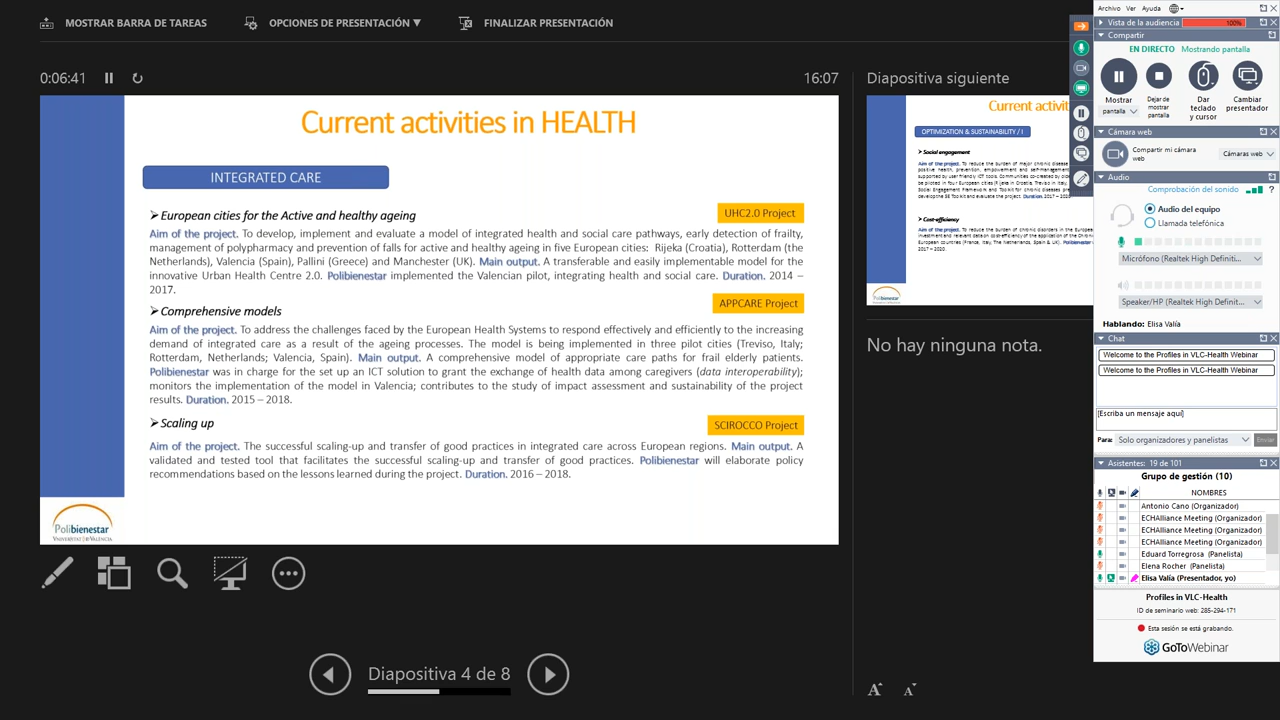 MOSTRAR BARRA DE TAREAS
OPCIONES DE PRESENTACIÓN ▼
FINALIZAR PRESENTACIÓN
0:06:41
16:07
Current activities in HEALTH
INTEGRATED CARE
➢European cities for the Active and healthy ageing
UHC2.0 Project
Aim of the project. To develop, implement and evaluate a model of integrated health and social care pathways, early detection of frailty,
management of polypharmacy and prevention of falls for active and healthy ageing in five European cities: Rijeka (Croatia), Rotterdam (the
Netherlands), Valencia (Spain), Pallini (Greece) and Manchester (UK). Main output. A transferable and easily implementable model for the
innovative Urban Health Centre 2.0. Polibienestar implemented the Valencian pilot, integrating health and social care. Duration. 2014 –
2017.
➢Comprehensive models
APPCARE Project
Aim of the project. To address the challenges faced by the European Health Systems to respond effectively and efficiently to the increasing
demand of integrated care as a result of the ageing processes. The model is being implemented in three pilot cities (Treviso, Italy;
Rotterdam, Netherlands; Valencia, Spain). Main output. A comprehensive model of appropriate care paths for frail elderly patients.
Polibienestar was in charge for the set up an ICT solution to grant the exchange of health data among caregivers (data interoperability);
monitors the implementation of the model in Valencia; contributes to the study of impact assessment and sustainability of the project
results. Duration. 2015 – 2018.
➢Scaling up
SCIROCCO Project
Aim of the project. The successful scaling-up and transfer of good practices in integrated care across European regions. Main output. A
validated and tested tool that facilitates the successful scaling-up and transfer of good practices. Polibienestar will elaborate policy
recommendations based on the lessons learned during the project. Duration. 2016 – 2018.
Polibienestar
UNIVERSITAT DE VALÈNCIA
Diapositiva 4 de 8
Diapositiva siguiente
Current activit
OPTIMIZATION & SUSTAINABILITY / I
➢Social engagement
➢Cost-efficiency
No hay ninguna nota.
Archivo Ver Ayuda
Vista de la audiencia 100%
Compartir
EN DIRECTO Mostrando pantalla
Mostrar
pantalla
Dejar de
mostrar
pantalla
Dar
teclado
y cursor
Cambiar
presentador
Cámara web
Compartir mi cámara
web
Cámaras web
Audio
Comprobación del sonido
?
Audio del equipo
Llamada telefónica
Micrófono (Realtek High Definiti...
Speaker/HP (Realtek High Definit...
Hablando: Elisa Valía
Chat
Welcome to the Profiles in VLC-Health Webinar
Welcome to the Profiles in VLC-Health Webinar
[Escriba un mensaje aquí]
Para: Solo organizadores y panelistas
Enviar
Asistentes: 19 de 101
Grupo de gestión (10)
NOMBRES
Antonio Cano (Organizador)
ECHAlliance Meeting (Organizador)
ECHAlliance Meeting (Organizador)
ECHAlliance Meeting (Organizador)
Eduard Torregrosa (Panelista)
Elena Rocher (Panelista)
Elisa Valía (Presentador, yo)
Profiles in VLC-Health
ID de seminario web: 285-294-171
Esta sesión se está grabando.
GoToWebinar